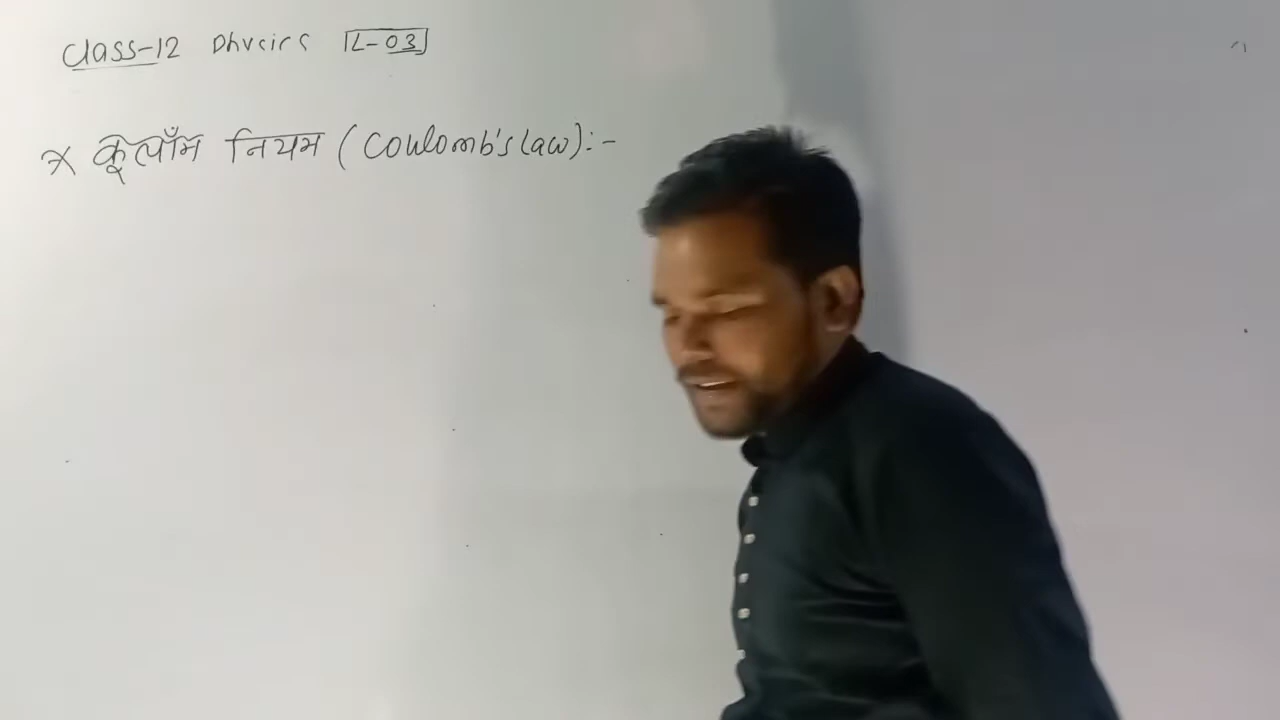 Class-12 Physics L-03
* कूलॉम नियम (Coulomb's law):-